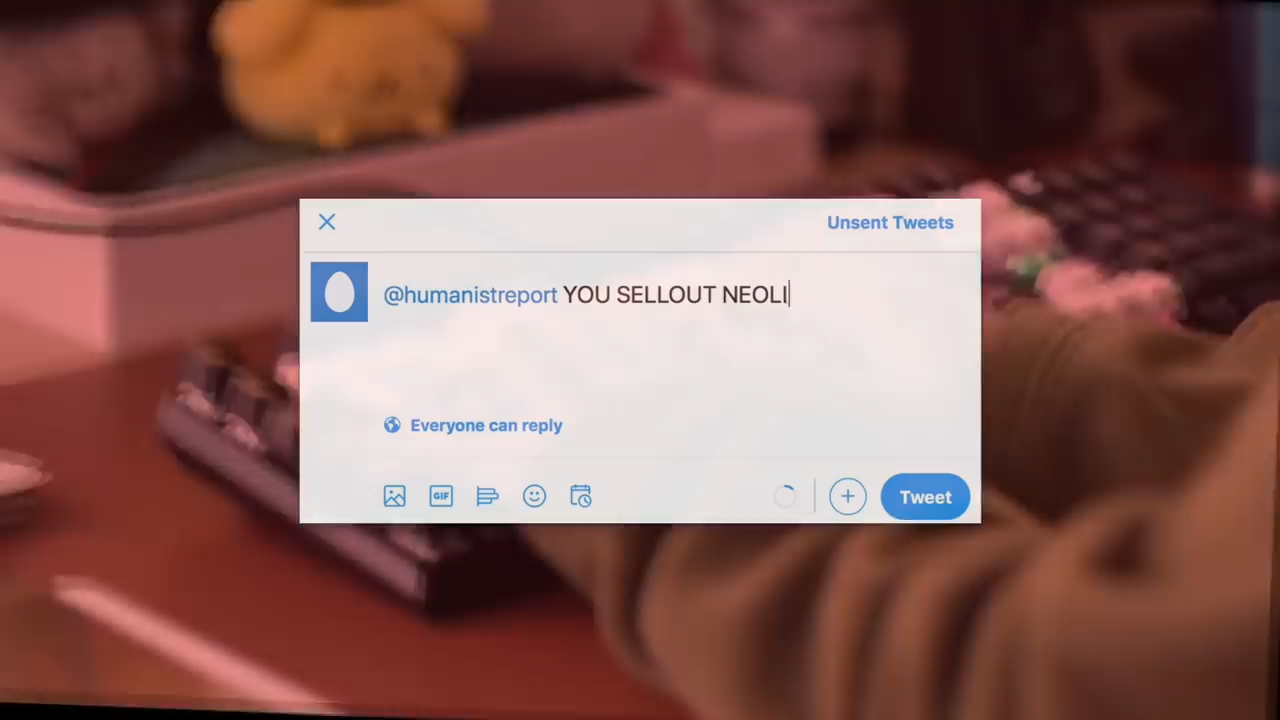 Unsent Tweets
@humanistreport YOU SELLOUT NEOLI
Everyone can reply
GIF
Tweet